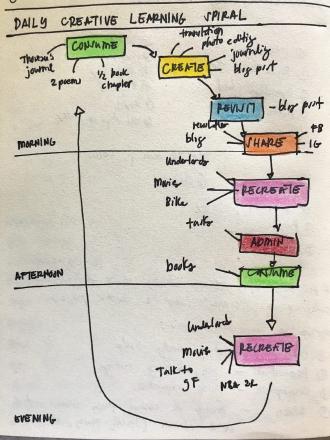 DAILY CREATIVE LEARNING SPIRAL
CONSUME
Thoreau's
journal
2 poems
1/2 book
chapter
CREATE
translation
photo editing
journaling
blog post
REVISIT
blog post
newsletter
blog
SHARE
FB
IG
MORNING
Underlords
Movie
Bike
RECREATE
talks
ADMIN
books
CONSUME
AFTERNOON
Underlords
Movie
Talk to
gf
NBA 2K
RECREATE
EVENING